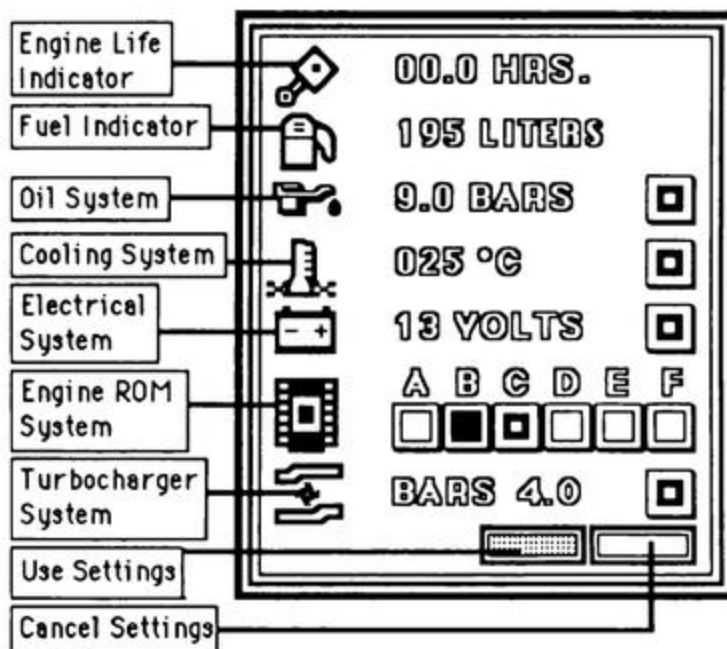 Engine Life
Indicator
00.0 HRS.
Fuel Indicator
195 LITERS
Oil System
9.0 BARS
Cooling System
025 °C
Electrical
System
- +
13 VOLTS
A B C D E F
Engine ROM
System
Turbocharger
System
BARS 4.0
Use Settings
Cancel Settings